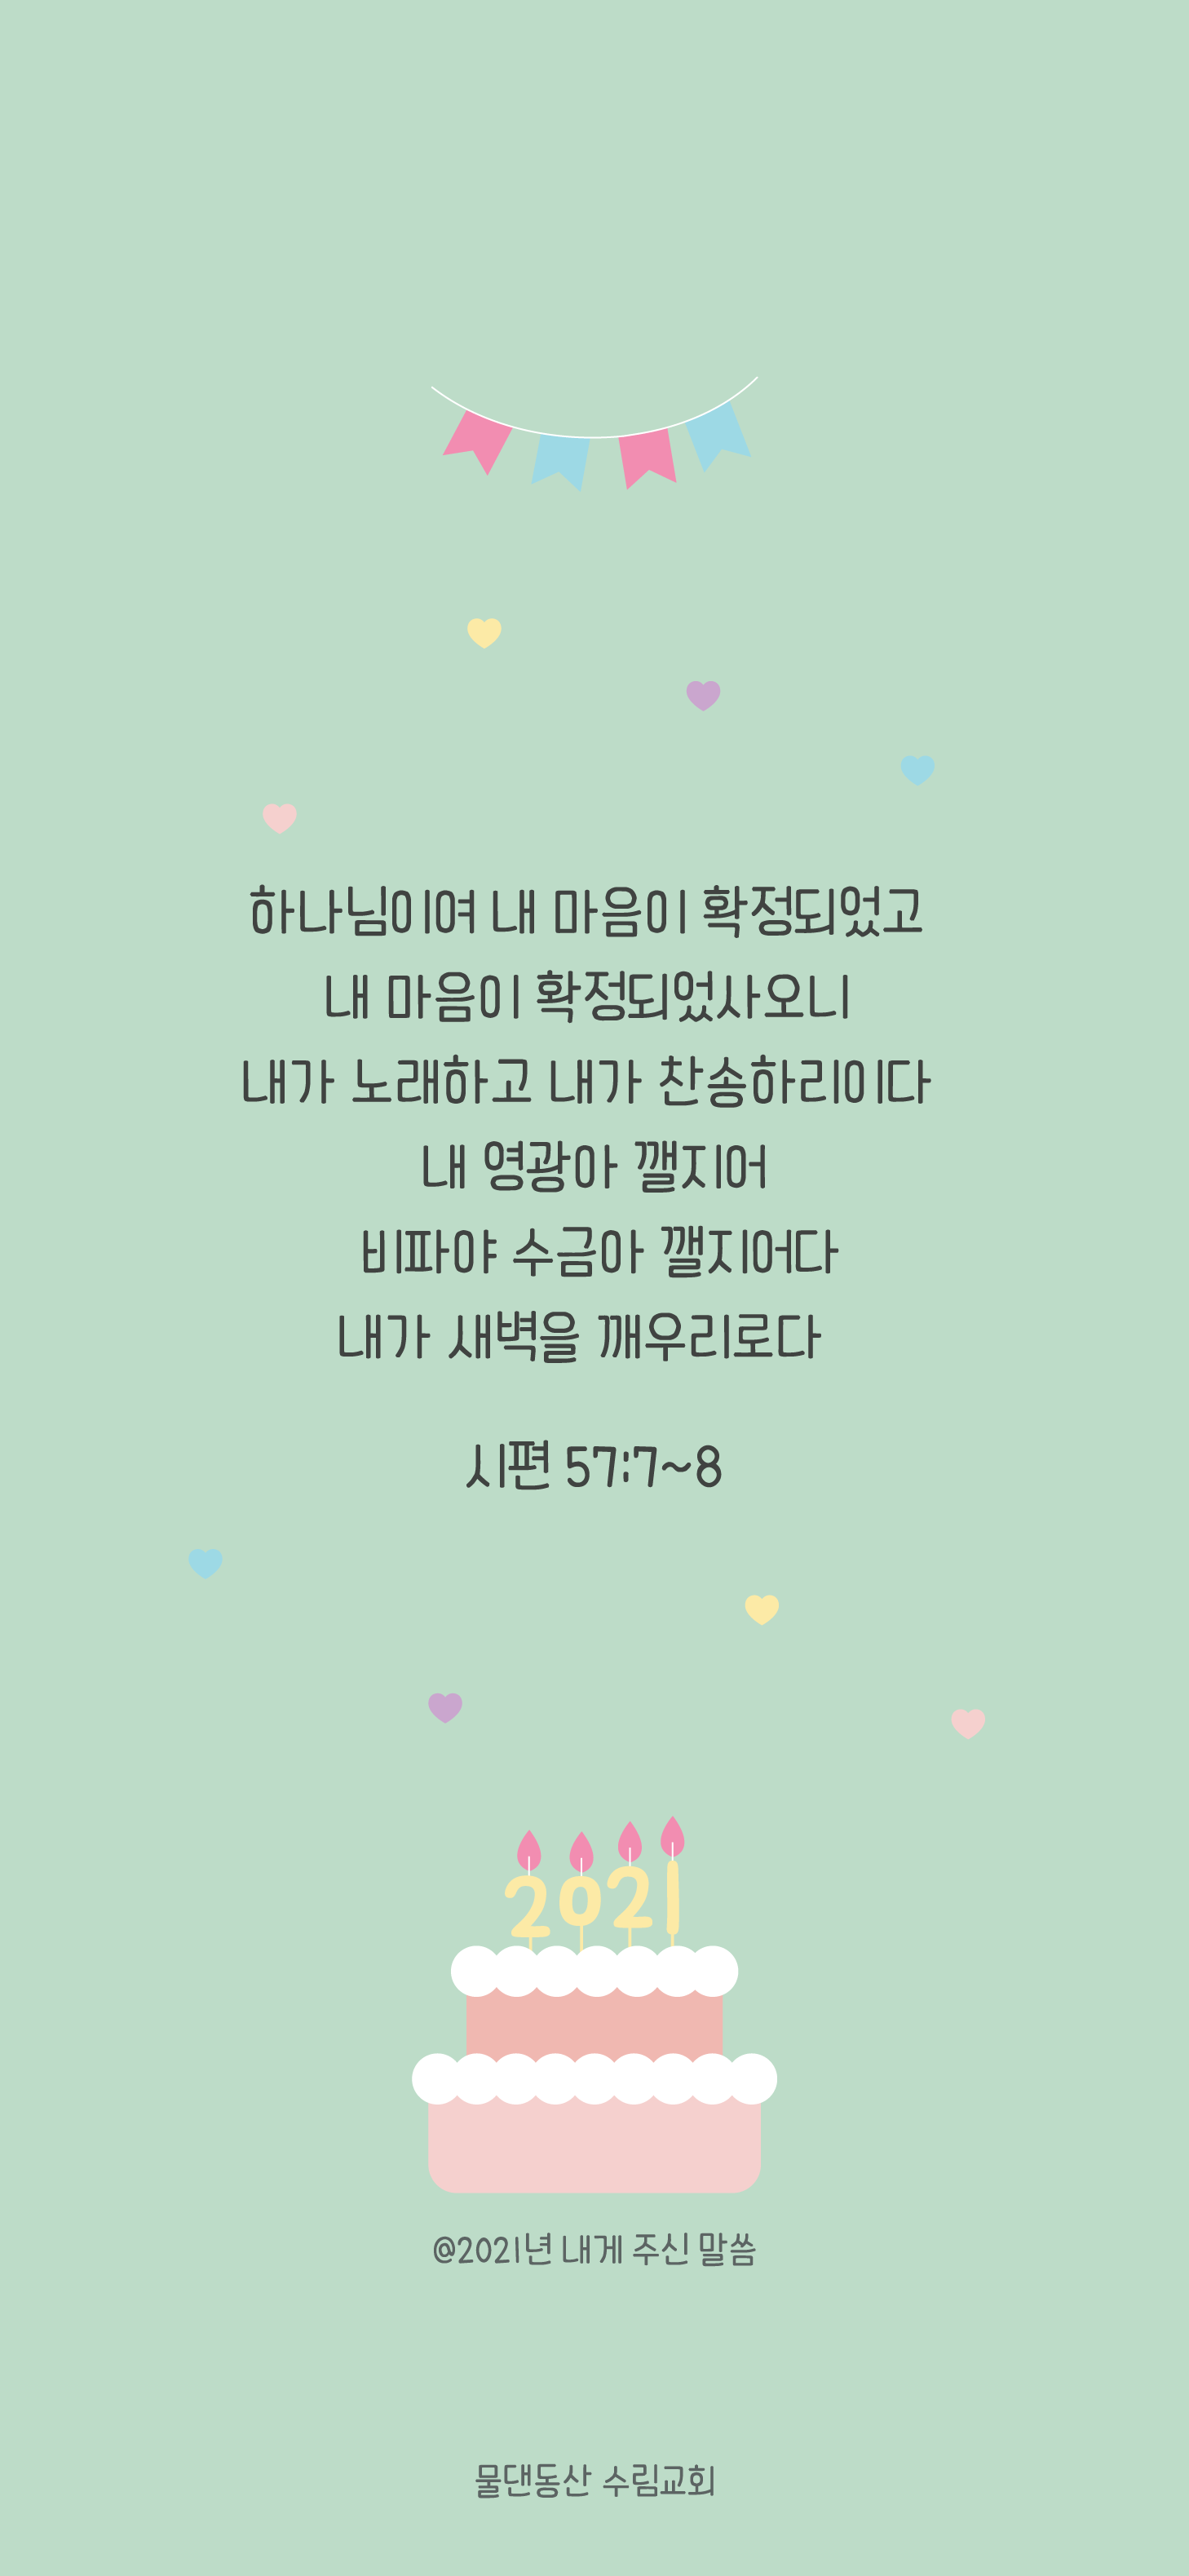 하나님이여 내 마음이 확정되었고
내 마음이 확정되었사오니
내가 노래하고 내가 찬송하리이다
내 영광아 깰지어
비파야 수금아 깰지어다
내가 새벽을 깨우리로다
시편 57:7~8
2021
@2021년 내게 주신 말씀
물댄동산 수림교회